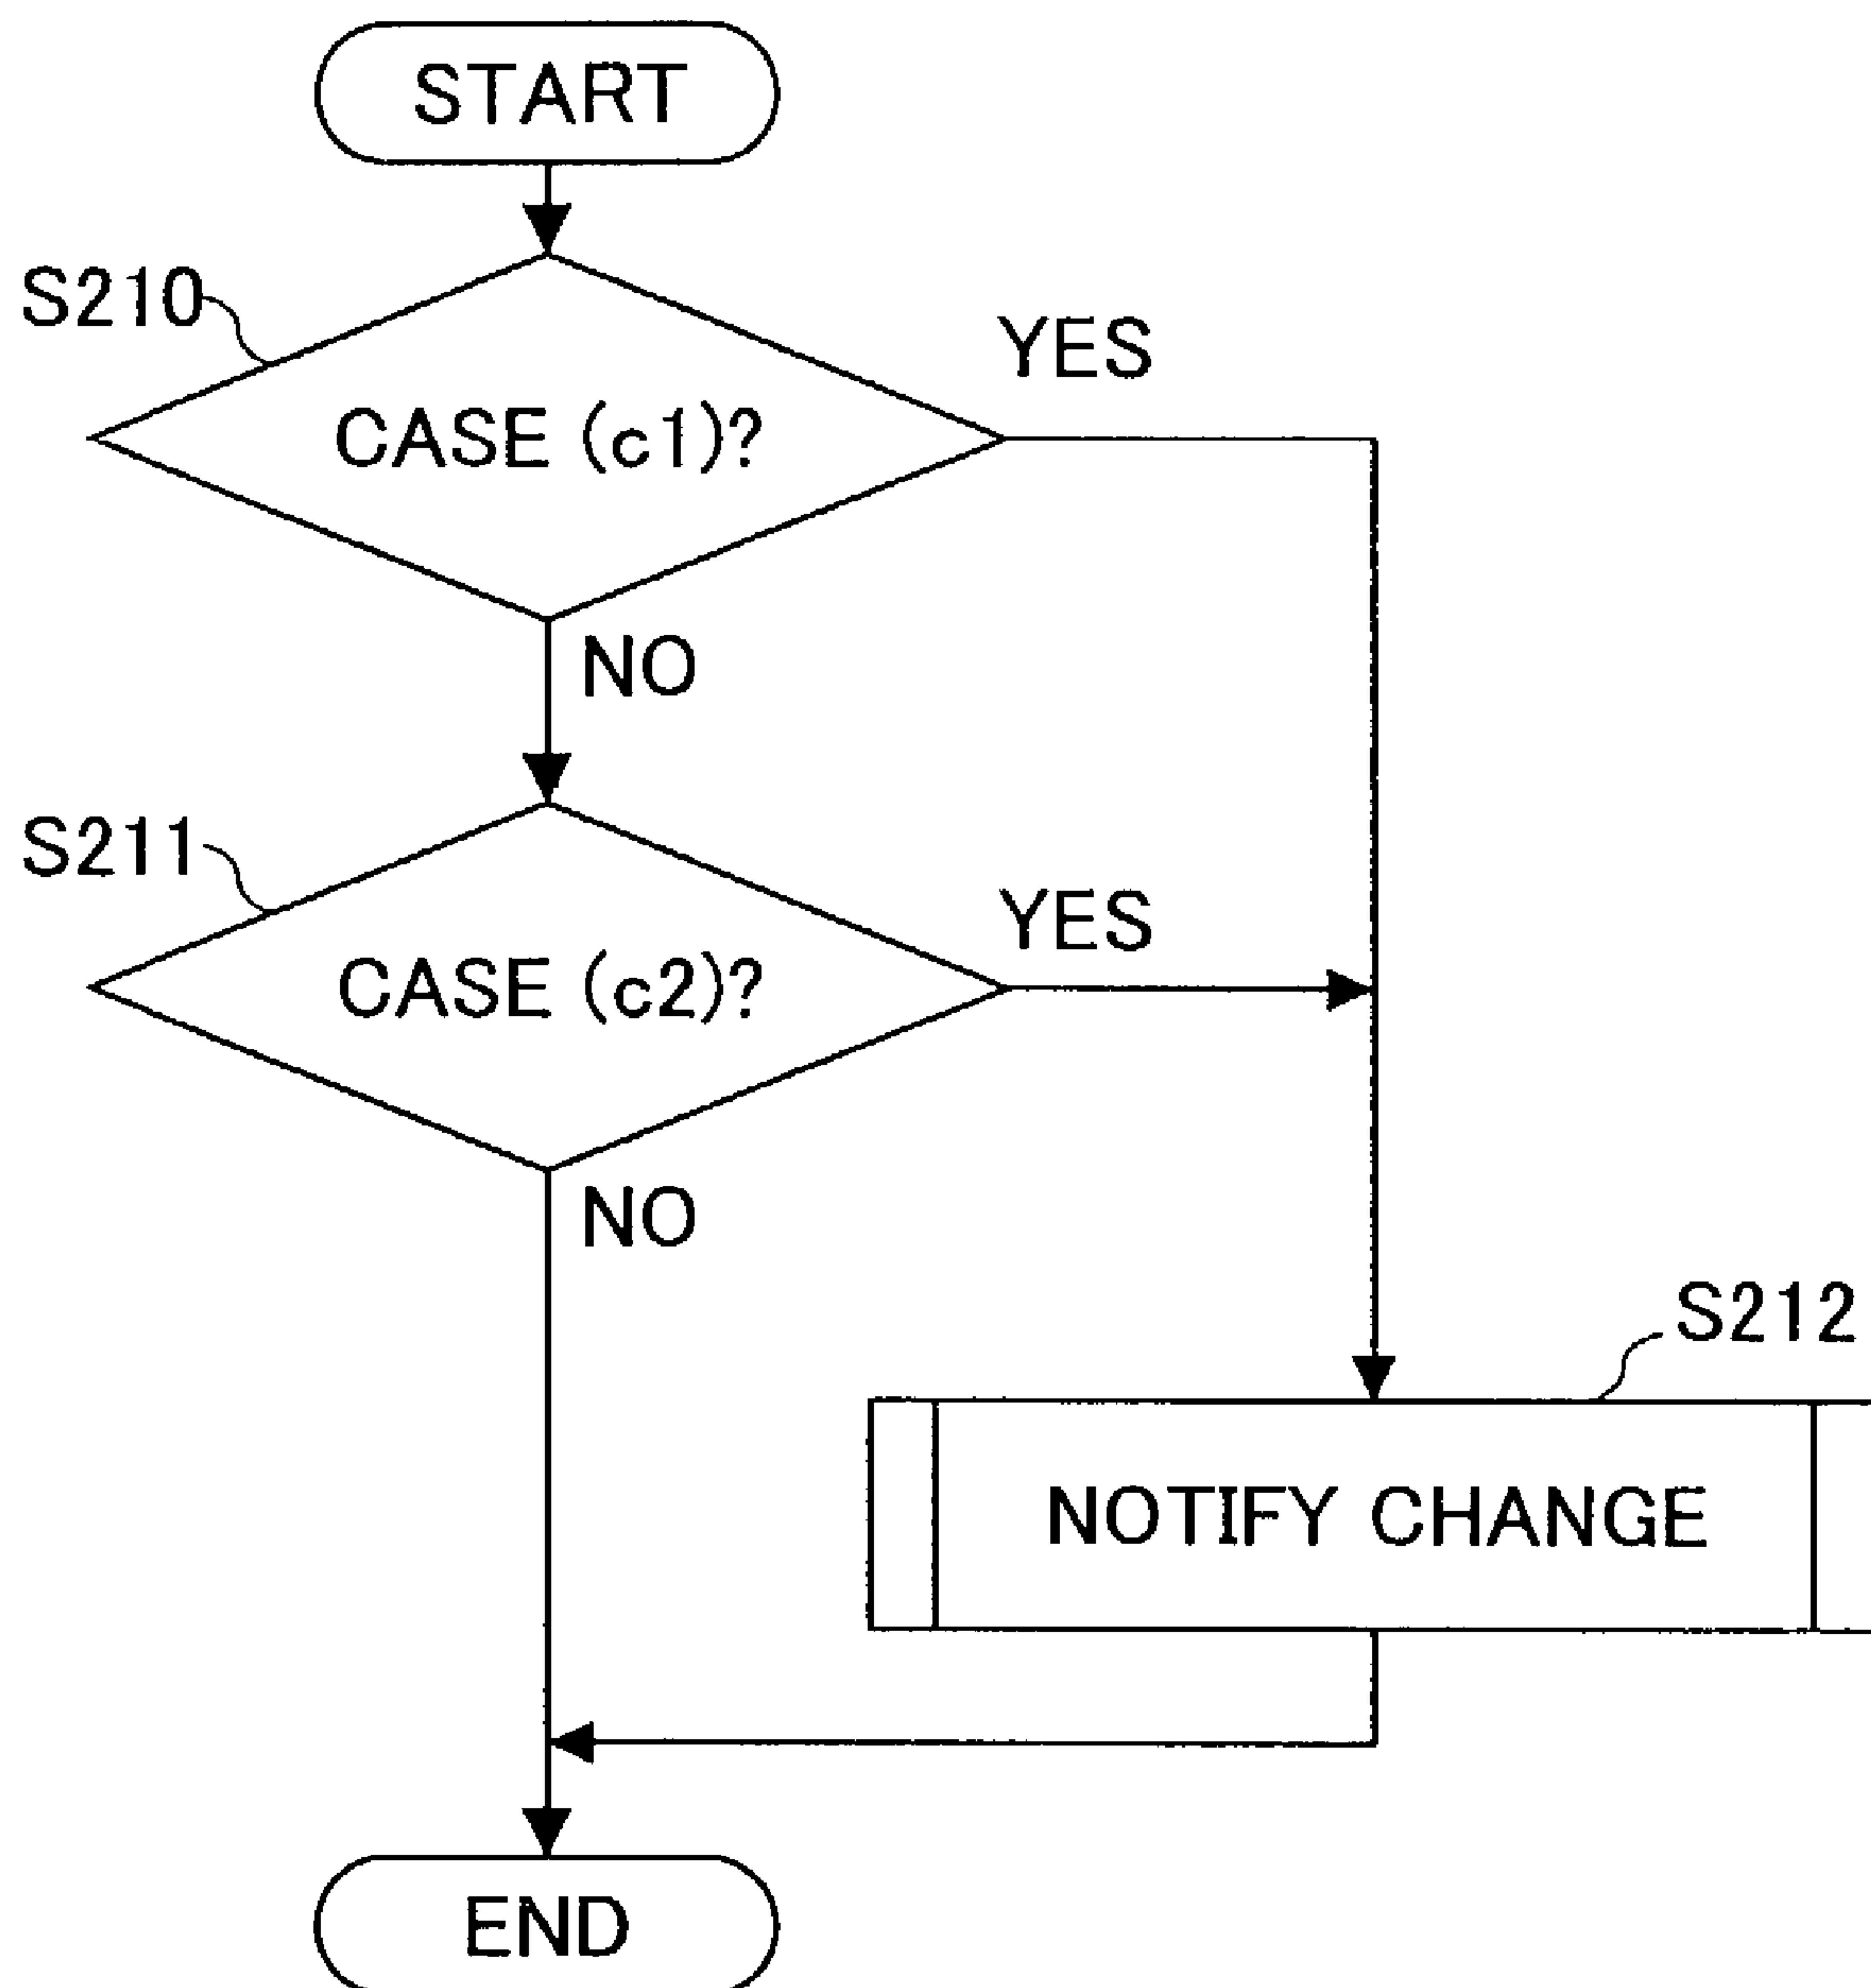 START
S210
YES
CASE (c1)?
NO
S211
YES
CASE (c2)?
NO
S212
NOTIFY CHANGE
END